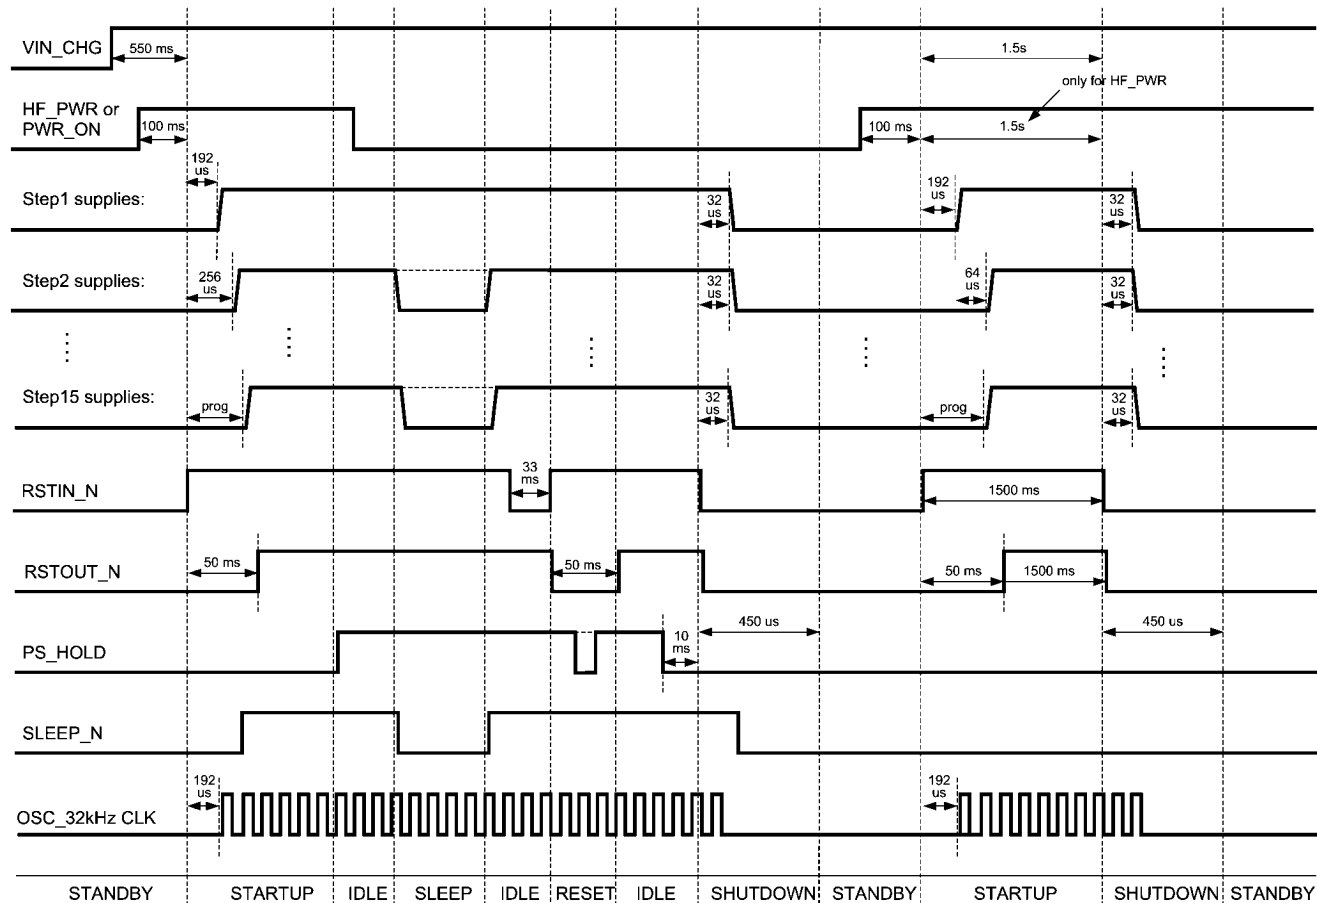 VIN_CHG
550 ms
1.5s
only for HF_PWR
HF_PWR or
PWR_ON
100 ms
100 ms
1.5s
192
us
Step1 supplies:
32
us
192
us
32
us
Step2 supplies:
256
us
32
us
64
us
32
us
Step15 supplies:
prog
32
us
prog
32
us
RSTIN_N
33
ms
1500 ms
RSTOUT_N
50 ms
50 ms
50 ms
1500 ms
PS_HOLD
10
ms
450 us
450 us
SLEEP_N
OSC_32kHz CLK
192
us
192
us
STANDBY STARTUP IDLE SLEEP IDLE RESET IDLE SHUTDOWN STANDBY STARTUP SHUTDOWN STANDBY